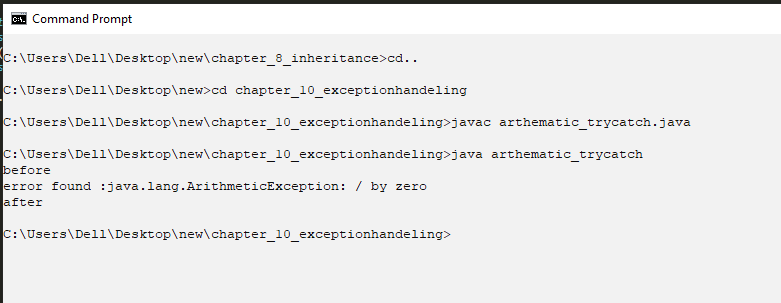 Command Prompt
C:\Users\Dell\Desktop\new\chapter_8_inheritance>cd..
C:\Users\Dell\Desktop\new>cd chapter_10_exceptionhandeling
C:\Users\Dell\Desktop\new\chapter_10_exceptionhandeling>javac arthematic_trycatch.java
C:\Users\Dell\Desktop\new\chapter_10_exceptionhandeling>java arthematic_trycatch
before
error found :java.lang.ArithmeticException: / by zero
after
C:\Users\Dell\Desktop\new\chapter_10_exceptionhandeling>